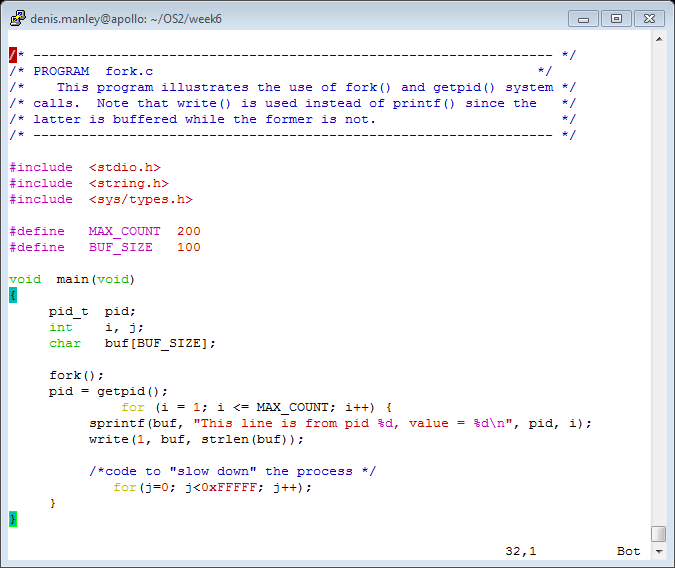 denis.manley@apollo: ~/OS2/week6
/* ----------------------------------------------------------------- */
/* PROGRAM  fork.c                                                */
/*    This program illustrates the use of fork() and getpid() system */
/* calls.  Note that write() is used instead of printf() since the   */
/* latter is buffered while the former is not.                       */
/* ----------------------------------------------------------------- */
#include  <stdio.h>
#include  <string.h>
#include  <sys/types.h>
#define   MAX_COUNT  200
#define   BUF_SIZE   100
void  main(void)
{
     pid_t  pid;
     int    i, j;
     char   buf[BUF_SIZE];
     fork();
     pid = getpid();
              for (i = 1; i <= MAX_COUNT; i++) {
          sprintf(buf, "This line is from pid %d, value = %d\n", pid, i);
          write(1, buf, strlen(buf));
          /*code to "slow down" the process */
             for(j=0; j<0xFFFFF; j++);
     }
}
32,1          Bot